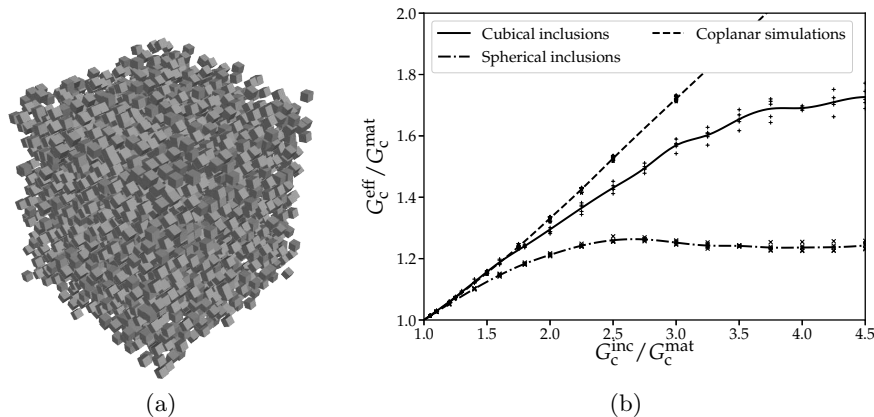 2.0
1.8
1.6
1.4
1.2
1.0
G_c^eff / G_c^mat
Cubical inclusions
Spherical inclusions
Coplanar simulations
1.0 1.5 2.0 2.5 3.0 3.5 4.0 4.5
G_c^inc / G_c^mat
(a)
(b)